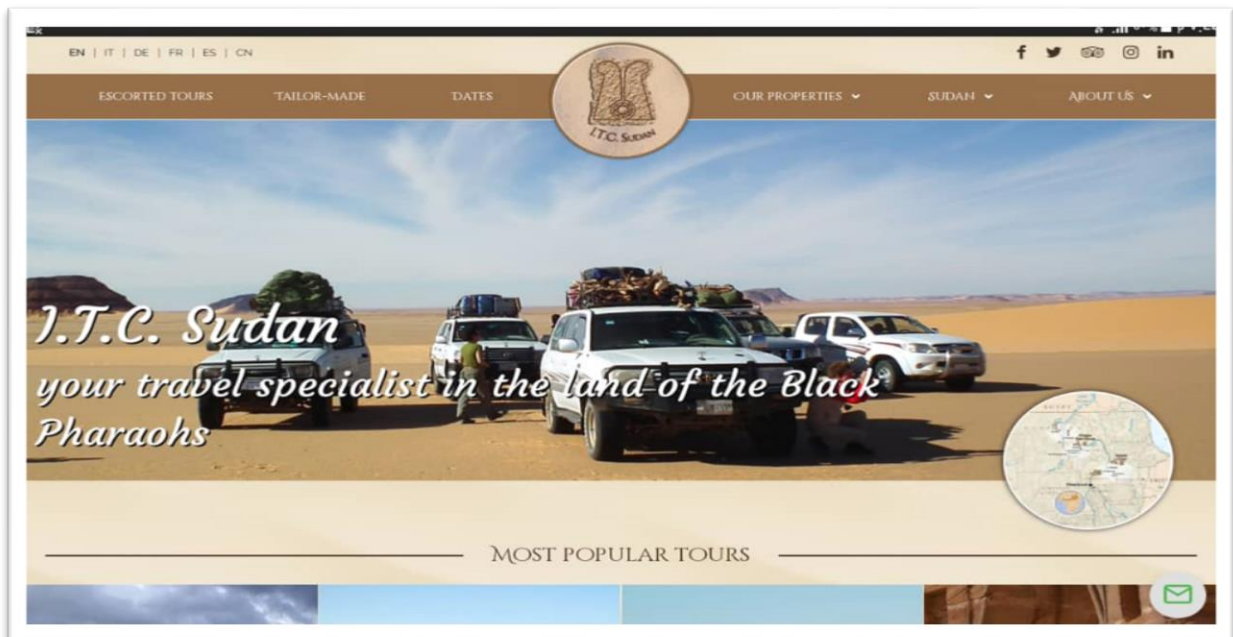 EN | IT | DE | FR | ES | CN
ESCORTED TOURS TAILOR-MADE DATES OUR PROPERTIES SUDAN ABOUT US
I.T.C. SUDAN
I.T.C. Sudan
your travel specialist in the land of the Black
Pharaohs
MOST POPULAR TOURS